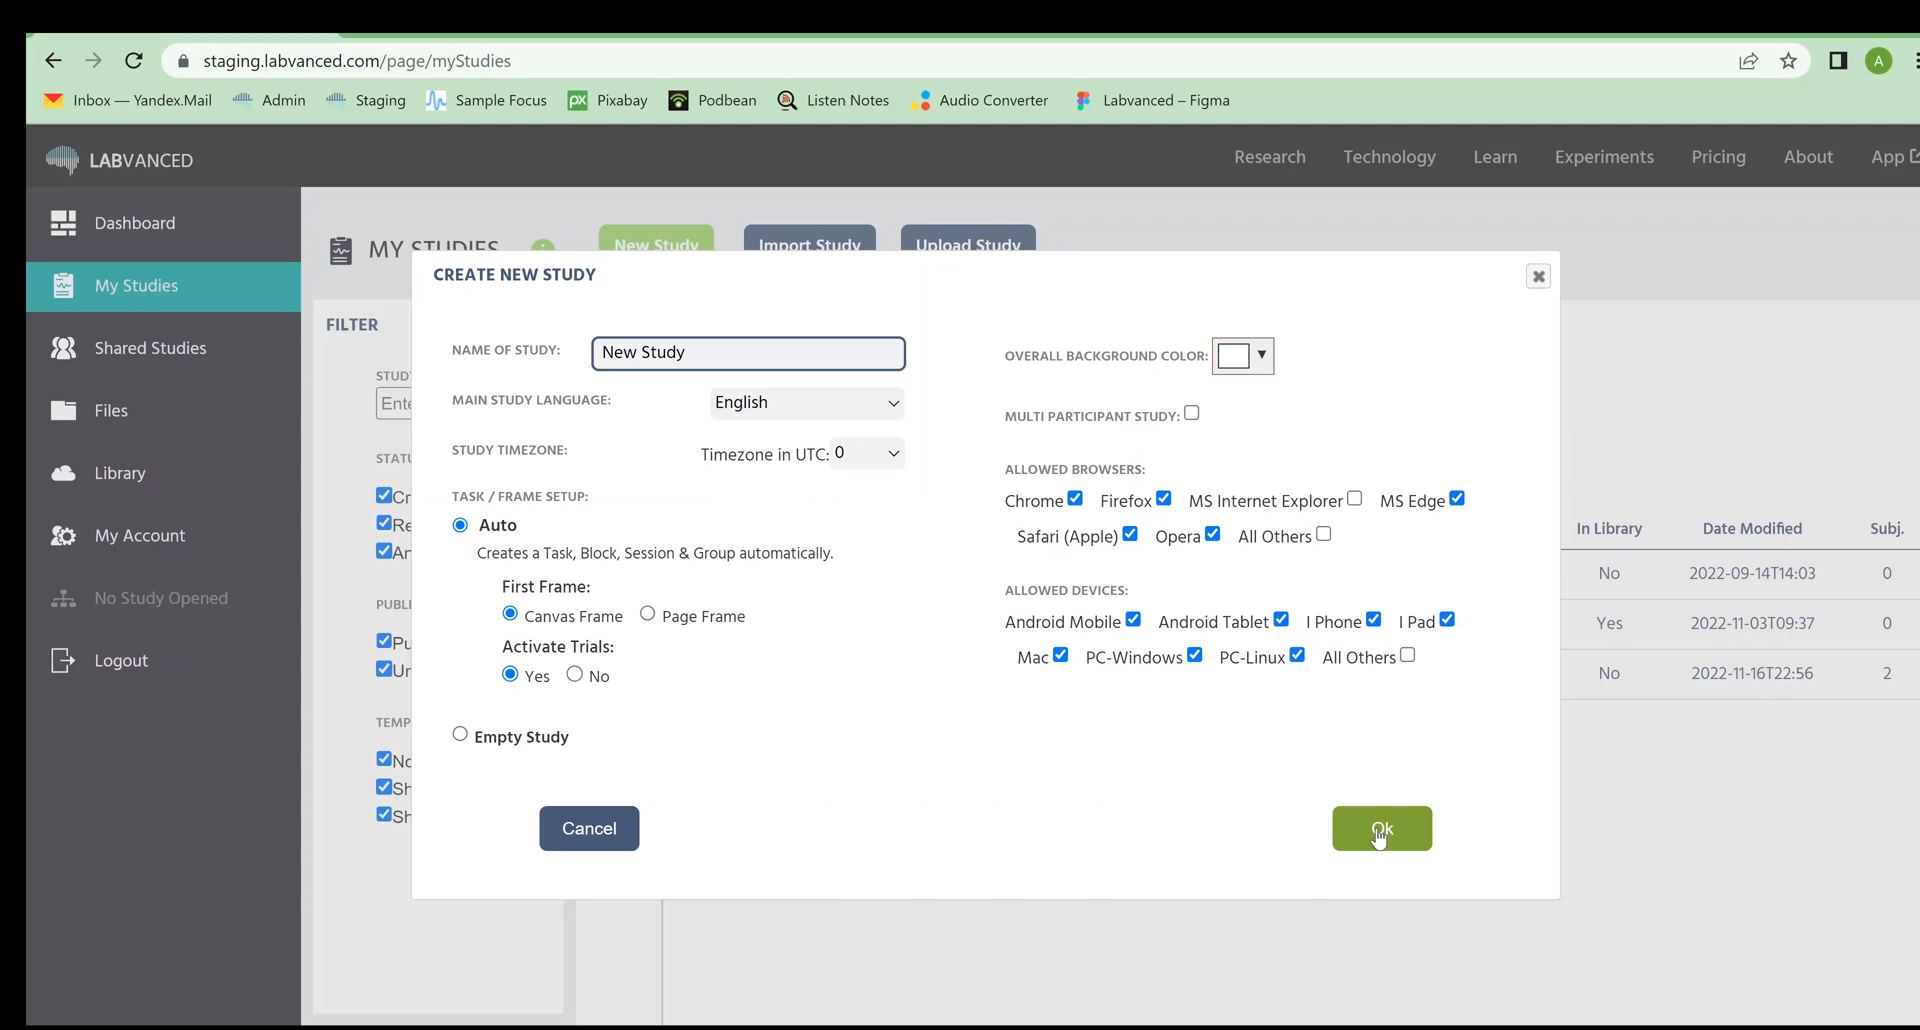 staging.labvanced.com/page/myStudies
A
Inbox — Yandex.Mail Admin Staging Sample Focus Pixabay Podbean Listen Notes Audio Converter Labvanced – Figma
LABVANCED
Research Technology Learn Experiments Pricing About App
Dashboard
My Studies
Shared Studies
Files
Library
My Account
No Study Opened
Logout
MY STUDIES New Study Import Study Upload Study
FILTER
CREATE NEW STUDY
NAME OF STUDY: New Study
MAIN STUDY LANGUAGE: English
STUDY TIMEZONE: Timezone in UTC: 0
TASK / FRAME SETUP:
Auto
Creates a Task, Block, Session & Group automatically.
First Frame:
Canvas Frame Page Frame
Activate Trials:
Yes No
Empty Study
Cancel
OVERALL BACKGROUND COLOR:
MULTI PARTICIPANT STUDY:
ALLOWED BROWSERS:
Chrome Firefox MS Internet Explorer MS Edge
Safari (Apple) Opera All Others
ALLOWED DEVICES:
Android Mobile Android Tablet I Phone I Pad
Mac PC-Windows PC-Linux All Others
Ok
In Library Date Modified Subj.
No 2022-09-14T14:03 0
Yes 2022-11-03T09:37 0
No 2022-11-16T22:56 2